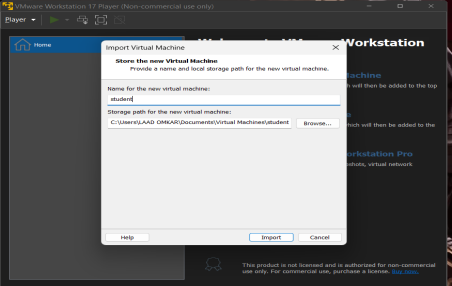 VMware Workstation 17 Player (Non-commercial use only)
Player
Home
Workstation
Import Virtual Machine
Store the new Virtual Machine
Provide a name and local storage path for the new virtual machine.
Name for the new virtual machine:
student
Storage path for the new virtual machine:
C:\Users\LAAD OMKAR\Documents\Virtual Machines\student
Browse...
Help
Import
Cancel
achine
ich will then be added to the top
hich will then be added to the
orkstation Pro
shots, virtual network
This product is not licensed and is authorized for non-commercial
use only. For commercial use, purchase a license. Buy now.